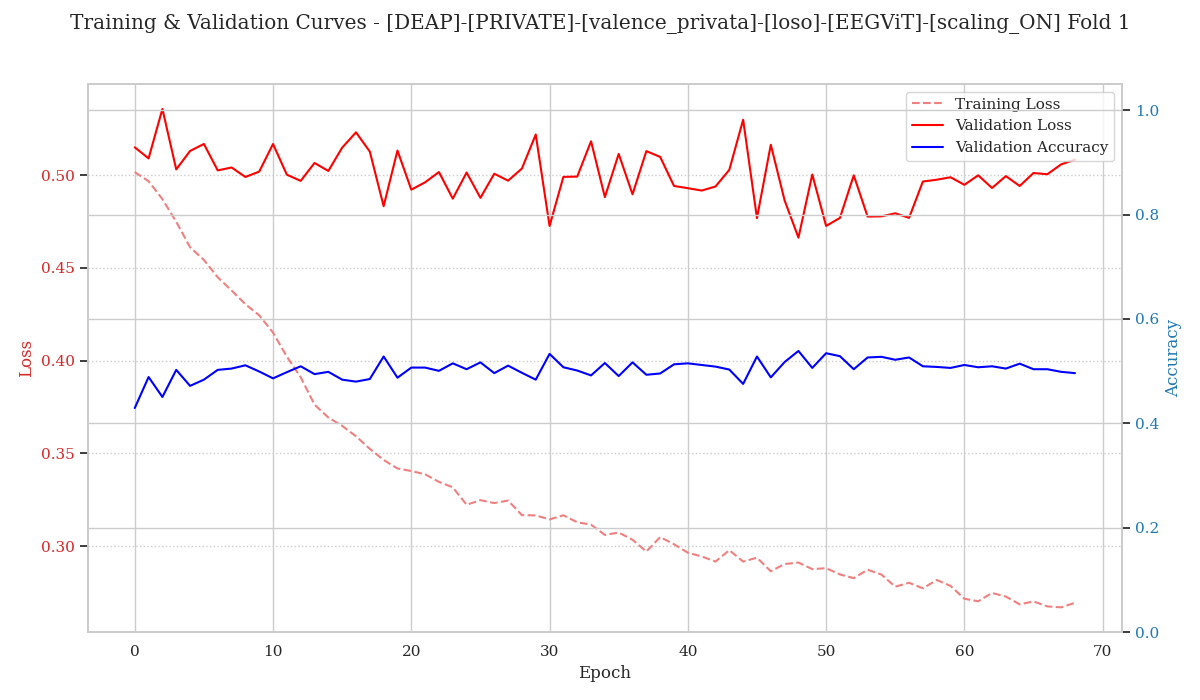 Training & Validation Curves - [DEAP]-[PRIVATE]-[valence_privata]-[loso]-[EEGViT]-[scaling_ON] Fold 1
Training Loss
Validation Loss
Validation Accuracy
Loss
0.50
0.45
0.40
0.35
0.30
1.0
0.8
0.6
0.4
0.2
0.0
Accuracy
0 10 20 30 40 50 60 70
Epoch